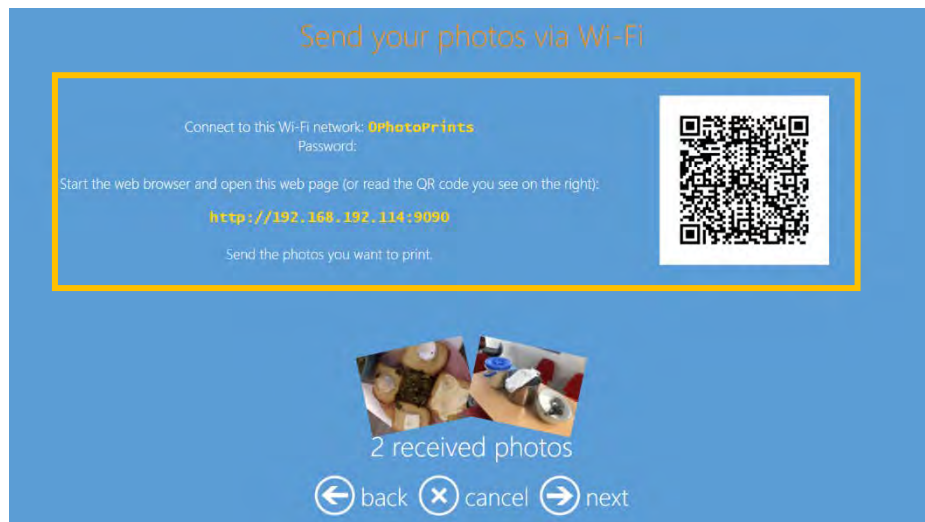 Send your photos via Wi-Fi
Connect to this Wi-Fi network: 0PhotoPrints
Password:
Start the web browser and open this web page (or read the QR code you see on the right):
http://192.168.192.114:9090
Send the photos you want to print.
2 received photos
back cancel next